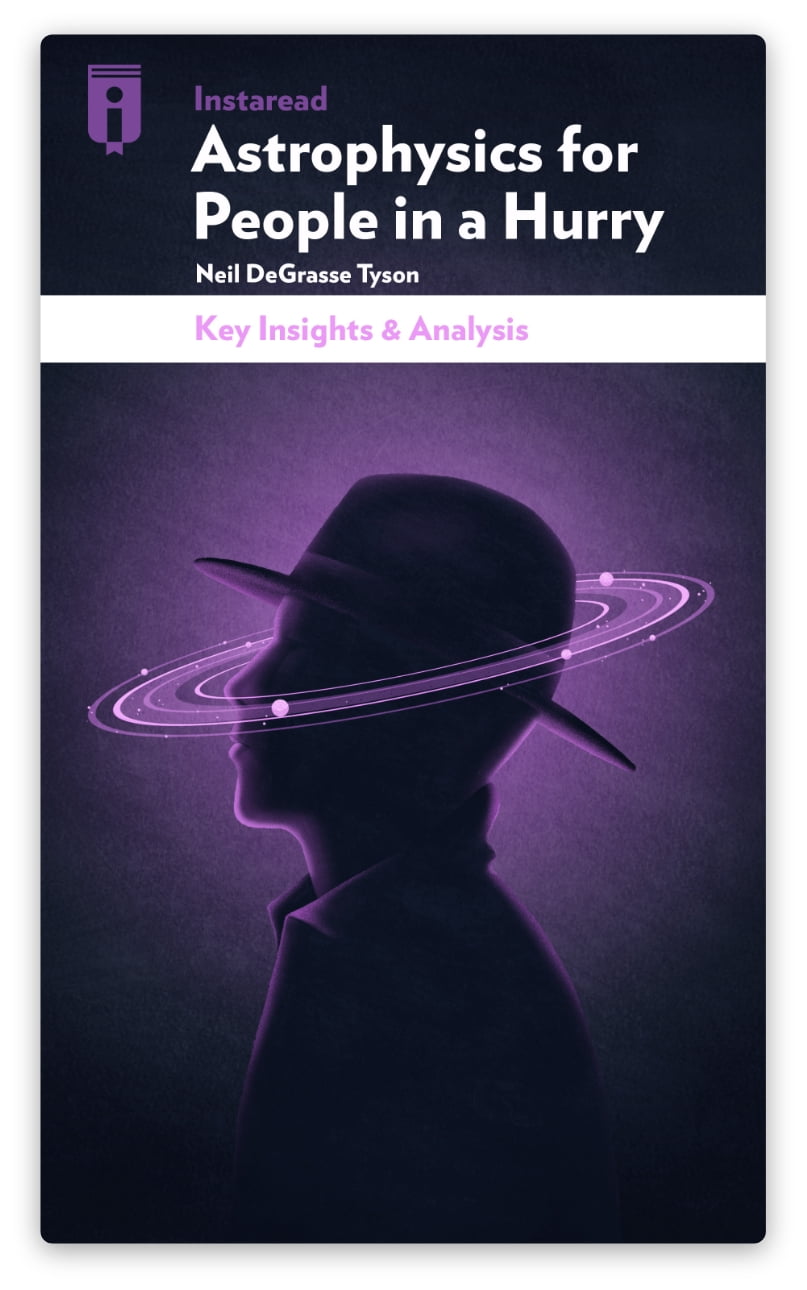 Instaread
Astrophysics for
People in a Hurry
Neil DeGrasse Tyson
Key Insights & Analysis